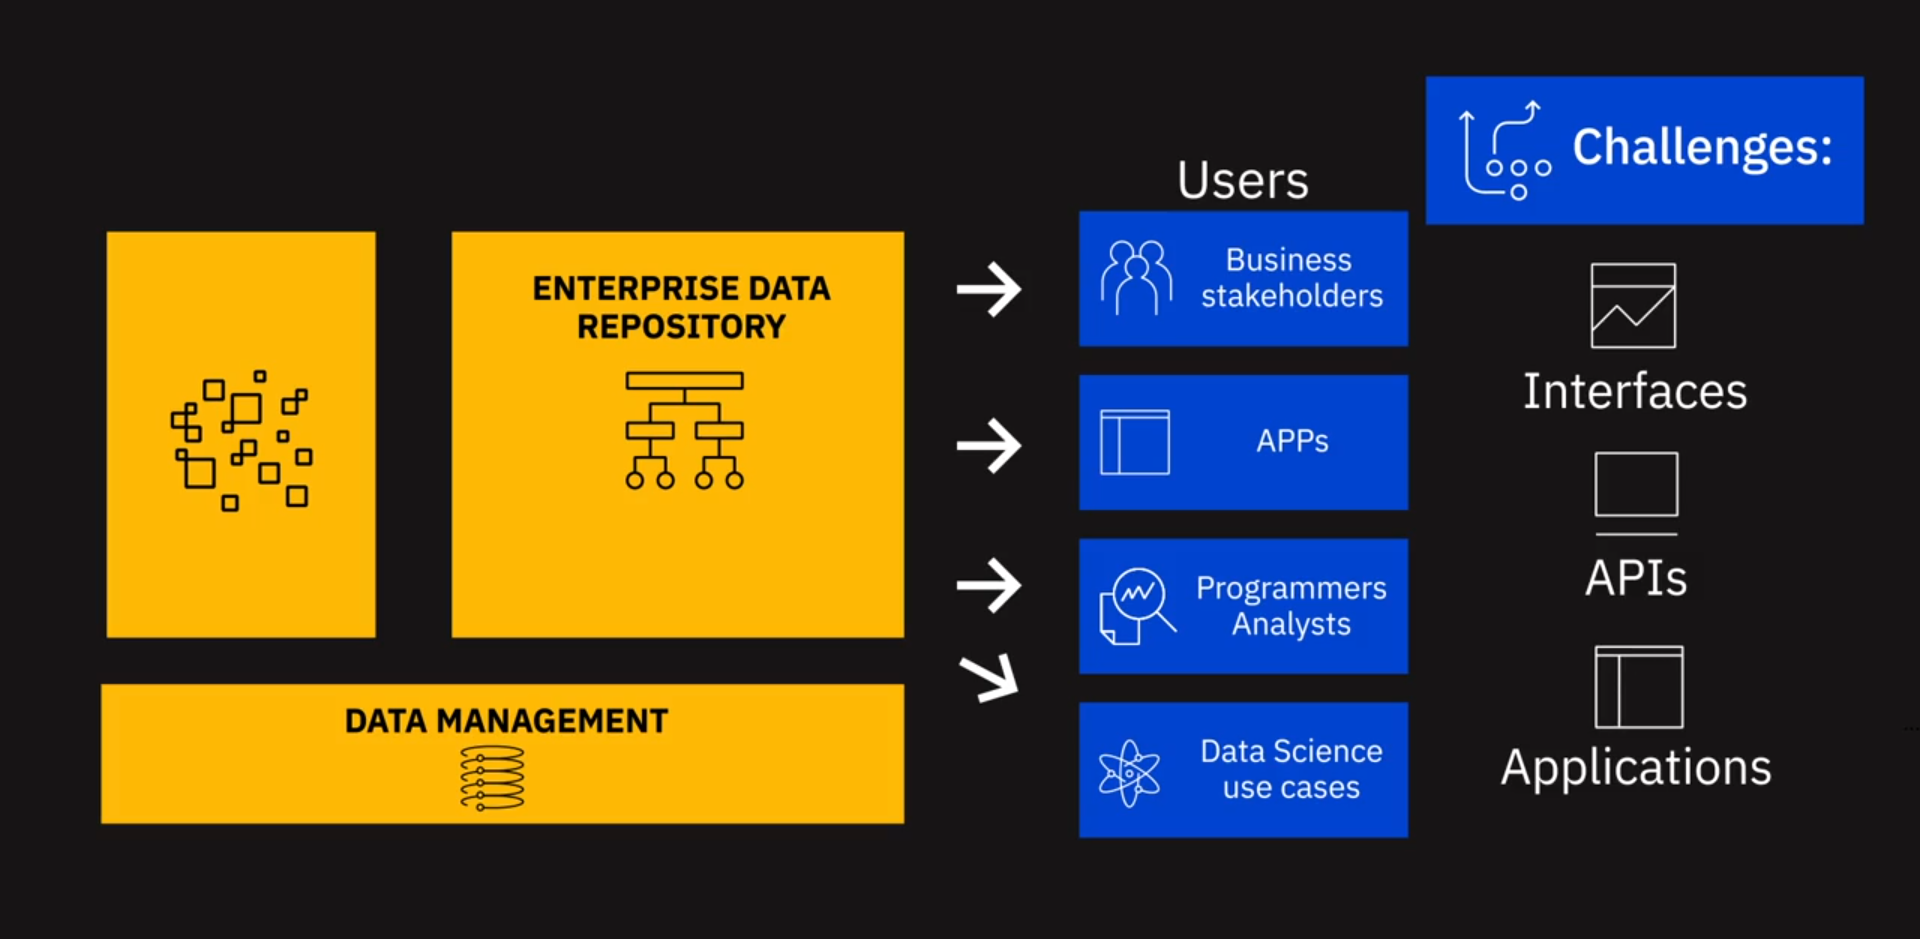 ENTERPRISE DATA
REPOSITORY
DATA MANAGEMENT
Users
Business
stakeholders
APPs
Programmers
Analysts
Data Science
use cases
Challenges:
Interfaces
APIs
Applications